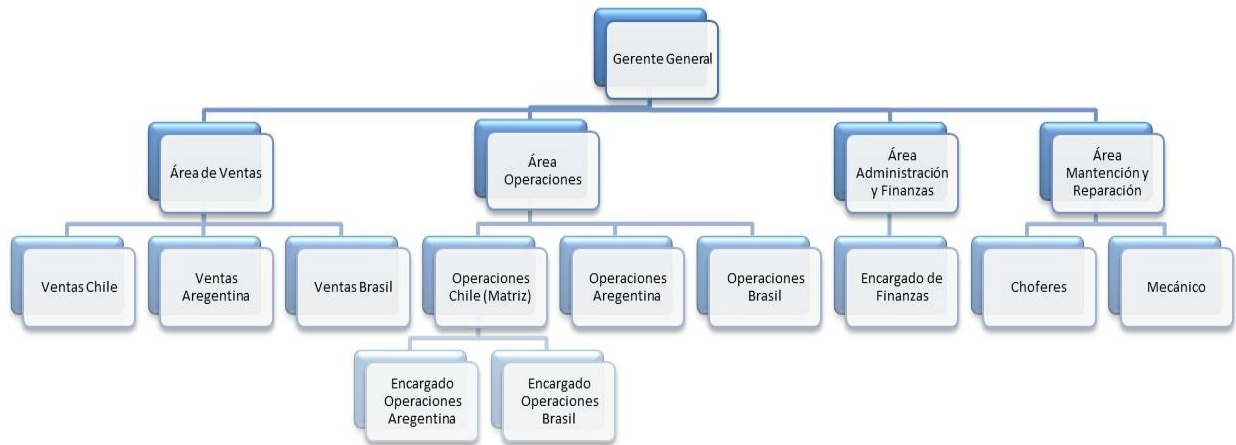 Gerente General
Área de Ventas
Área
Operaciones
Área
Administración
y Finanzas
Área
Mantención y
Reparación
Ventas Chile
Ventas
Aregentina
Ventas Brasil
Operaciones
Chile (Matriz)
Operaciones
Aregentina
Operaciones
Brasil
Encargado de
Finanzas
Choferes
Mecánico
Encargado
Operaciones
Aregentina
Encargado
Operaciones
Brasil